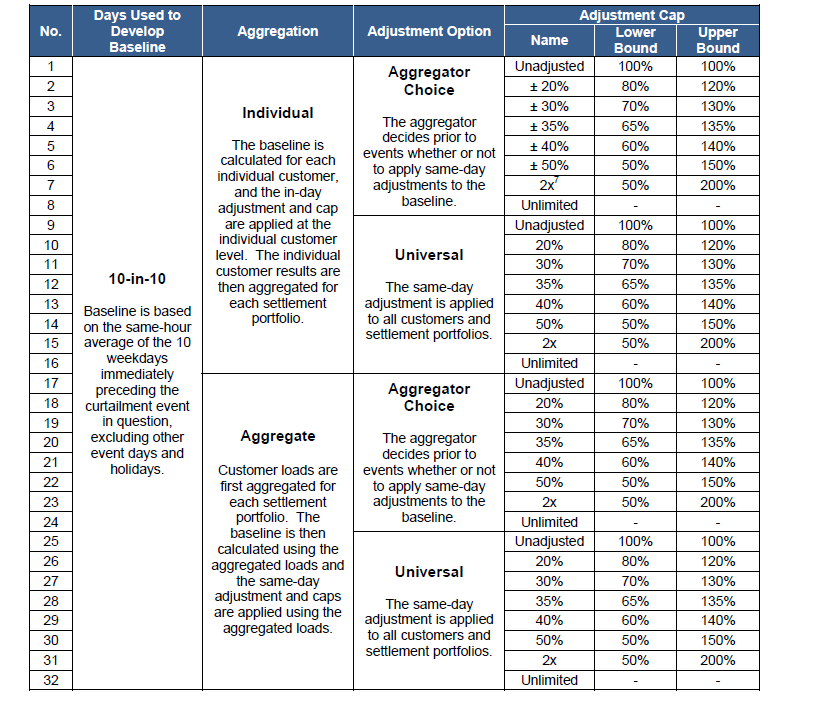 No.
Days Used to
Develop
Baseline
Aggregation
Adjustment Option
Adjustment Cap
Name
Lower
Bound
Upper
Bound
10-in-10
Baseline is based
on the same-hour
average of the 10
weekdays
immediately
preceding the
curtailment event
in question,
excluding other
event days and
holidays.
Individual
The baseline is
calculated for each
individual customer,
and the in-day
adjustment and cap
are applied at the
individual customer
level. The individual
customer results are
then aggregated for
each settlement
portfolio.
Aggregator
Choice
The aggregator
decides prior to
events whether or not
to apply same-day
adjustments to the
baseline.
1 Unadjusted 100% 100%
2 ± 20% 80% 120%
3 ± 30% 70% 130%
4 ± 35% 65% 135%
5 ± 40% 60% 140%
6 ± 50% 50% 150%
7 2x7 50% 200%
8 Unlimited - -
Universal
The same-day
adjustment is applied
to all customers and
settlement portfolios.
9 Unadjusted 100% 100%
10 20% 80% 120%
11 30% 70% 130%
12 35% 65% 135%
13 40% 60% 140%
14 50% 50% 150%
15 2x 50% 200%
16 Unlimited - -
Aggregate
Customer loads are
first aggregated for
each settlement
portfolio. The
baseline is then
calculated using the
aggregated loads and
the same-day
adjustment and caps
are applied using the
aggregated loads.
Aggregator
Choice
The aggregator
decides prior to
events whether or not
to apply same-day
adjustments to the
baseline.
17 Unadjusted 100% 100%
18 20% 80% 120%
19 30% 70% 130%
20 35% 65% 135%
21 40% 60% 140%
22 50% 50% 150%
23 2x 50% 200%
24 Unlimited - -
Universal
The same-day
adjustment is applied
to all customers and
settlement portfolios.
25 Unadjusted 100% 100%
26 20% 80% 120%
27 30% 70% 130%
28 35% 65% 135%
29 40% 60% 140%
30 50% 50% 150%
31 2x 50% 200%
32 Unlimited - -